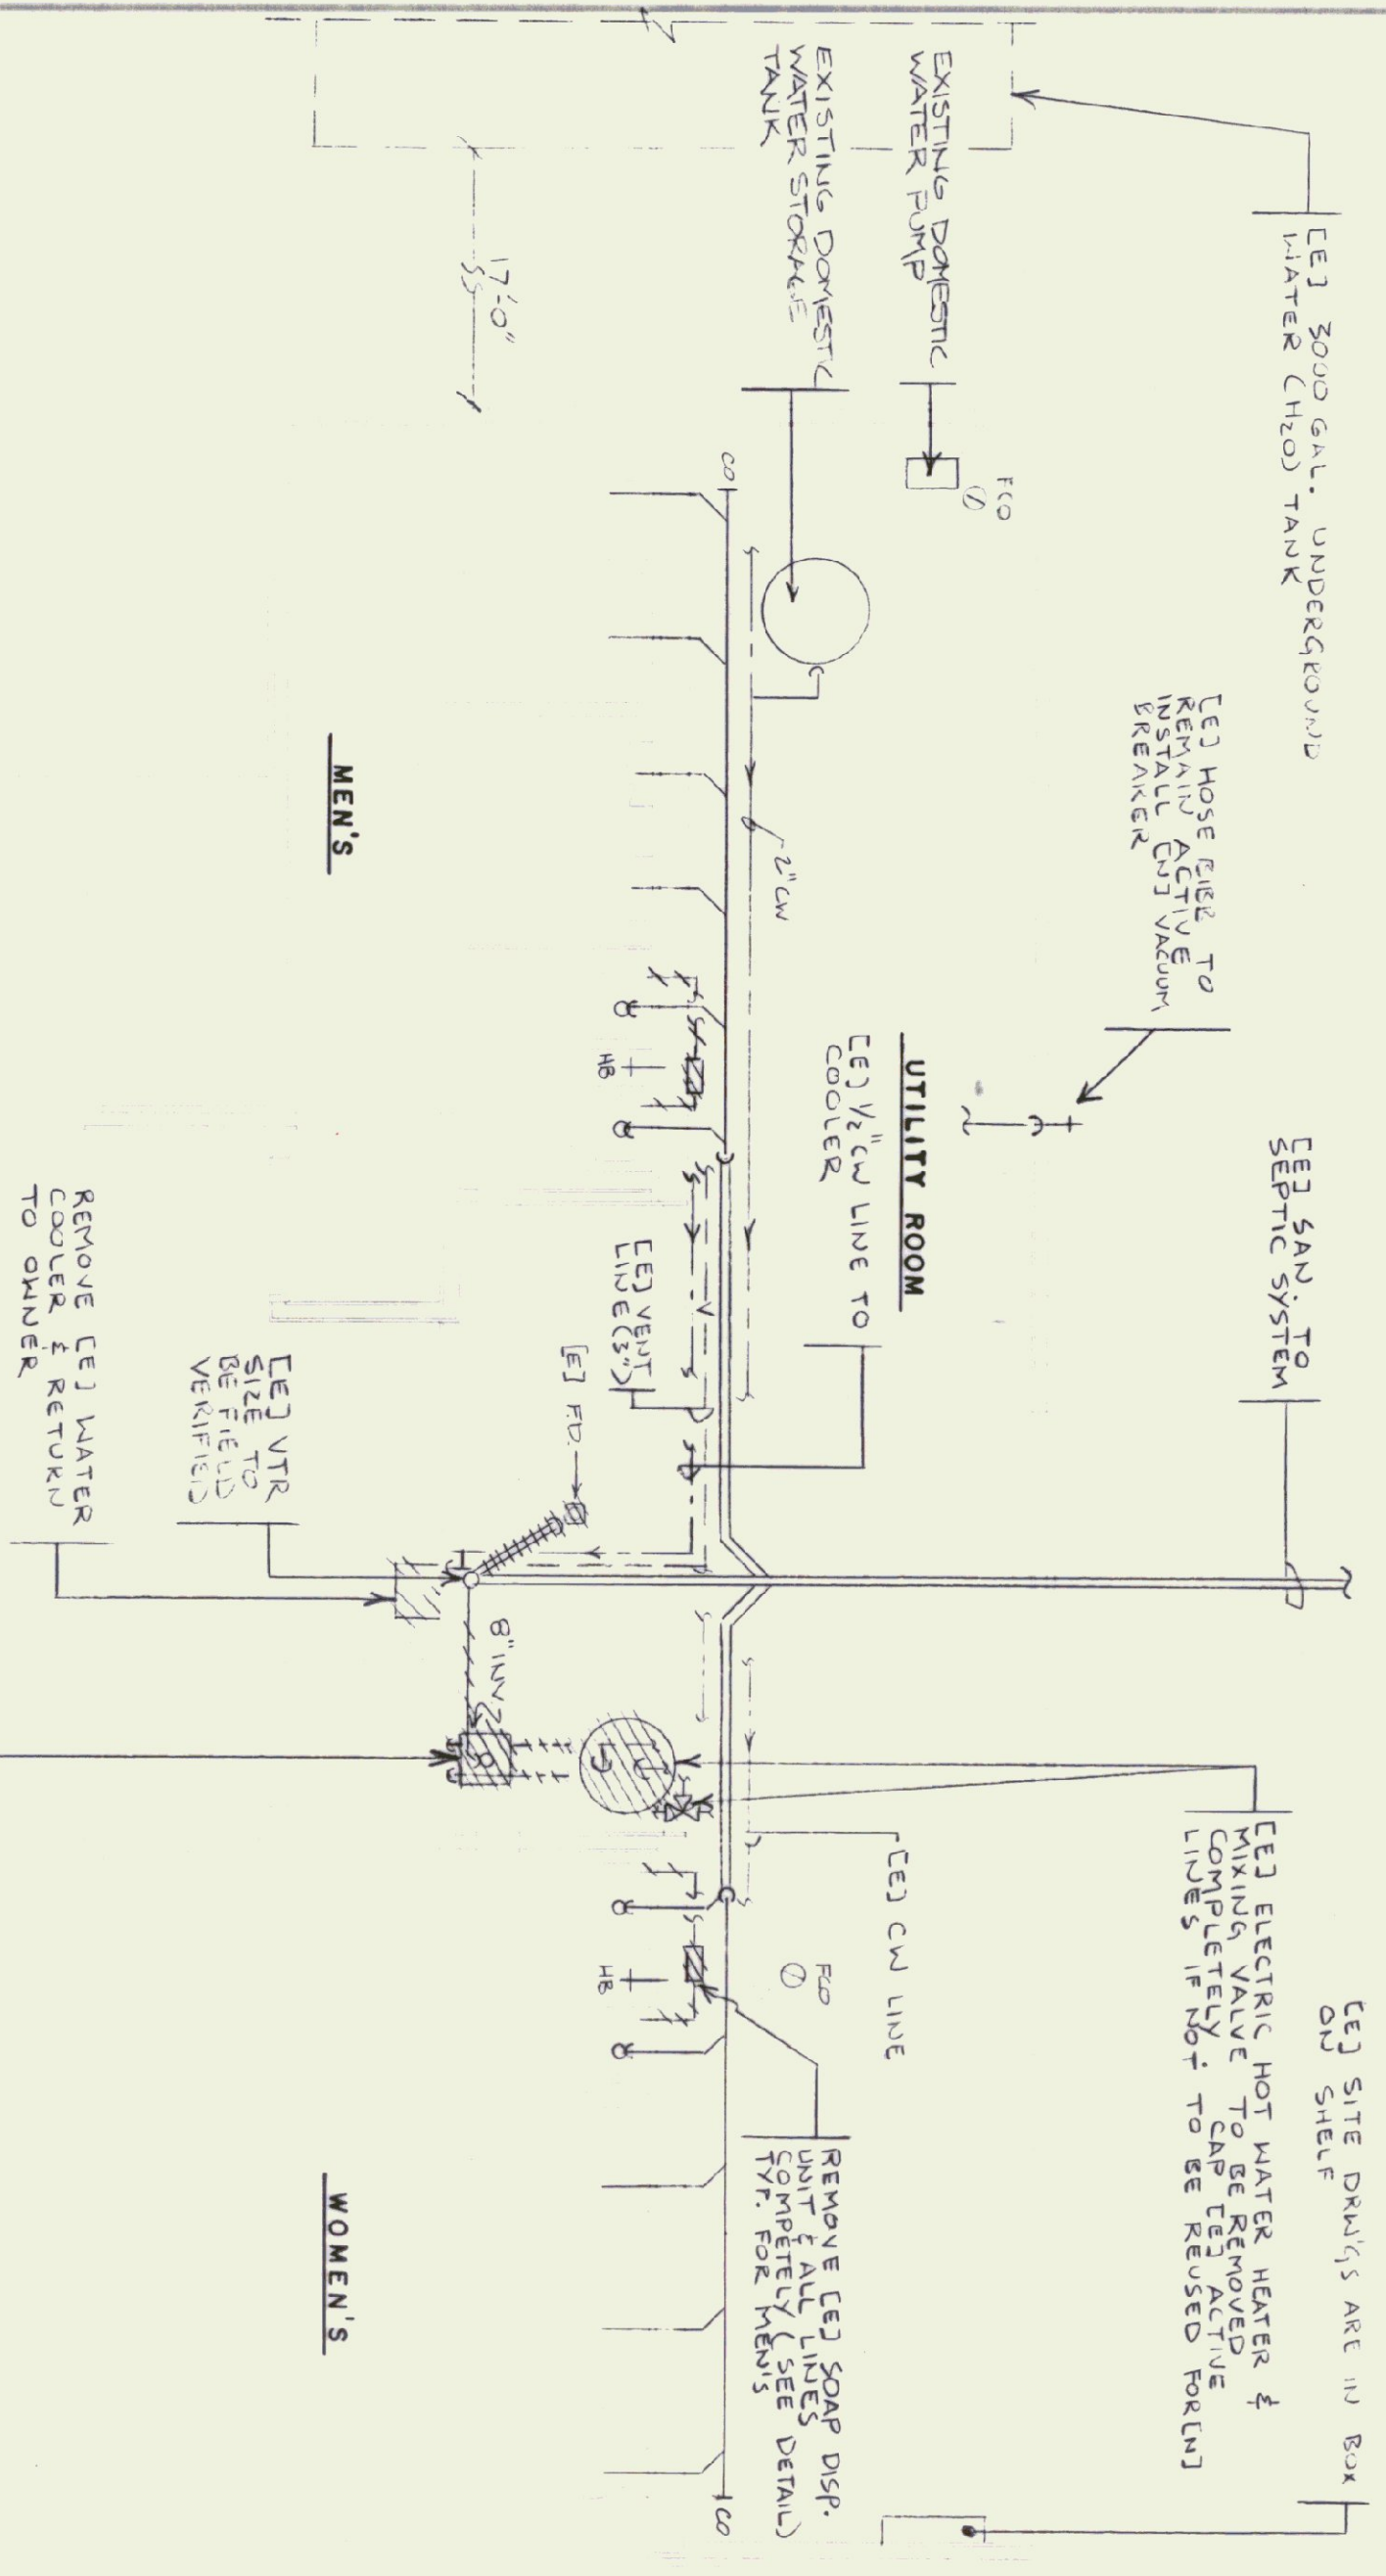 [E] 3000 GAL. UNDERGROUND
WATER (H2O) TANK
EXISTING DOMESTIC
WATER PUMP
EXISTING DOMESTIC
WATER STORAGE
TANK
17'-0"
FCO
CO
[E] HOSE BIBB TO
REMAIN ACTIVE
INSTALL [N] VACUUM
BREAKER
2" CW
MEN'S
HB
UTILITY ROOM
[E] 1/2" CW LINE TO
COOLER
[E] SAN. TO
SEPTIC SYSTEM
V
[E] VENT
LINE (3")
[E] F.D.
[E] VTR
SIZE TO
BE FIELD
VERIFIED
REMOVE [E] WATER
COOLER & RETURN
TO OWNER
8" INV.
[E] ELECTRIC HOT WATER HEATER &
MIXING VALVE TO BE REMOVED
COMPLETELY. CAP [E] ACTIVE
LINES IF NOT TO BE REUSED FOR [N]
[E] CW LINE
FCO
HB
[E] SITE DRW'GS ARE IN BOX
ON SHELF
REMOVE [E] SOAP DISP.
UNIT & ALL LINES
COMPETELY (SEE DETAIL)
TYP. FOR MEN'S
WOMEN'S
CO